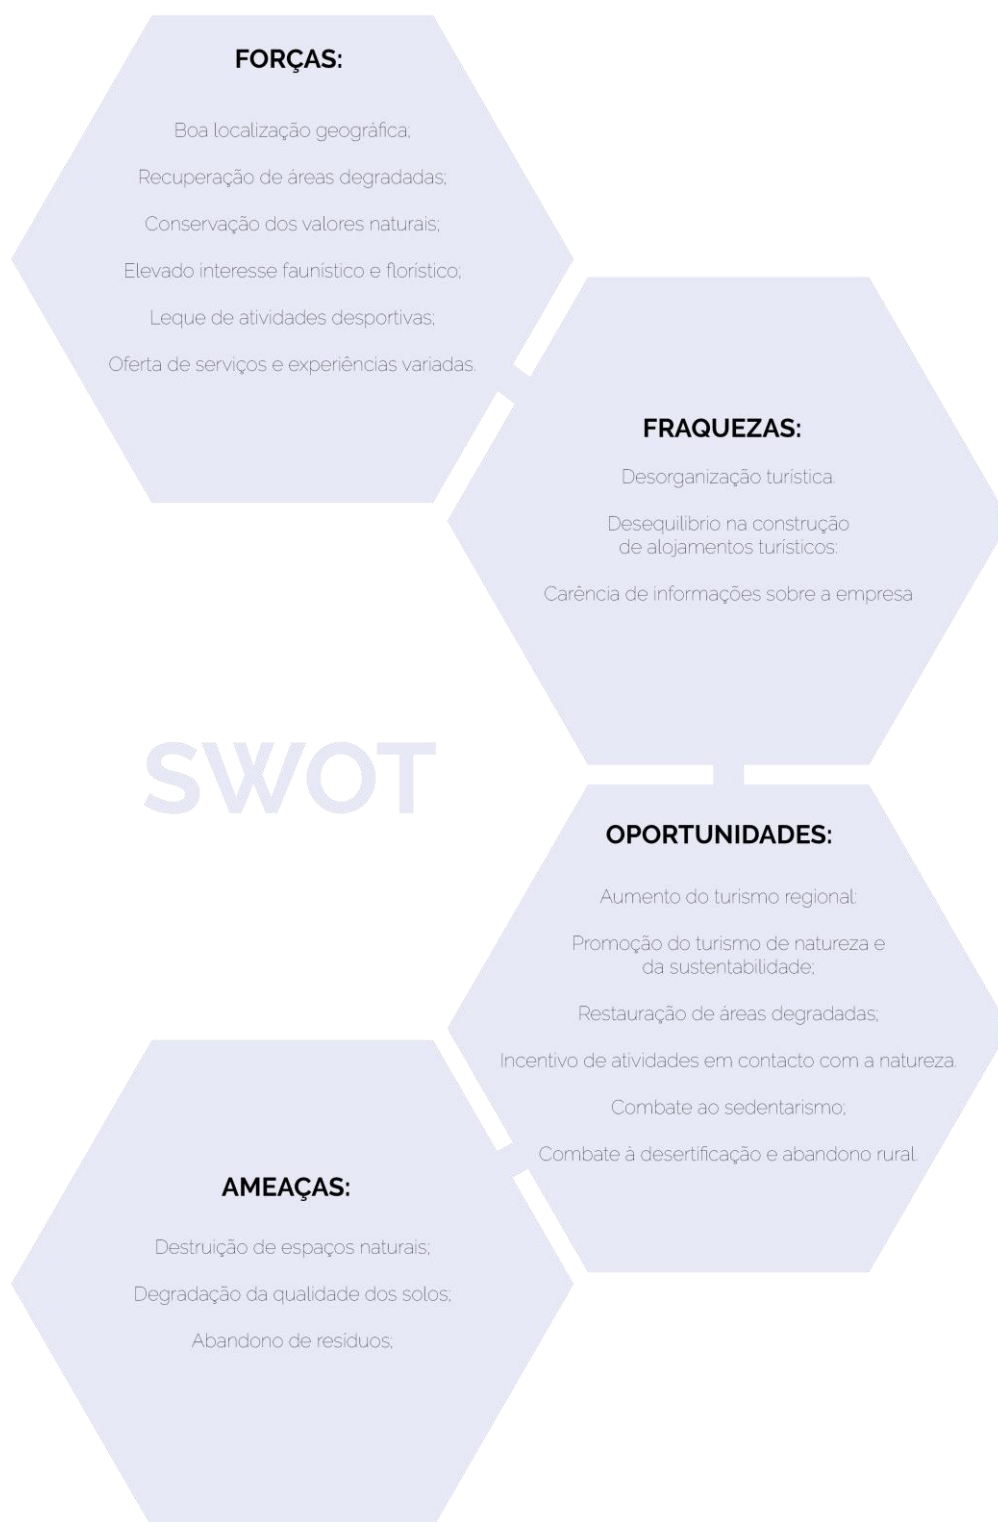 FORÇAS:
Boa localização geográfica;
Recuperação de áreas degradadas;
Conservação dos valores naturais;
Elevado interesse faunístico e florístico;
Leque de atividades desportivas;
Oferta de serviços e experiências variadas.
FRAQUEZAS:
Desorganização turística.
Desequilibrio na construção
de alojamentos turísticos;
Carência de informações sobre a empresa
SWOT
OPORTUNIDADES:
Aumento do turismo regional;
Promoção do turismo de natureza e
da sustentabilidade;
Restauração de áreas degradadas;
Incentivo de atividades em contacto com a natureza.
Combate ao sedentarismo;
Combate à desertificação e abandono rural.
AMEAÇAS:
Destruição de espaços naturais;
Degradação da qualidade dos solos;
Abandono de resíduos;